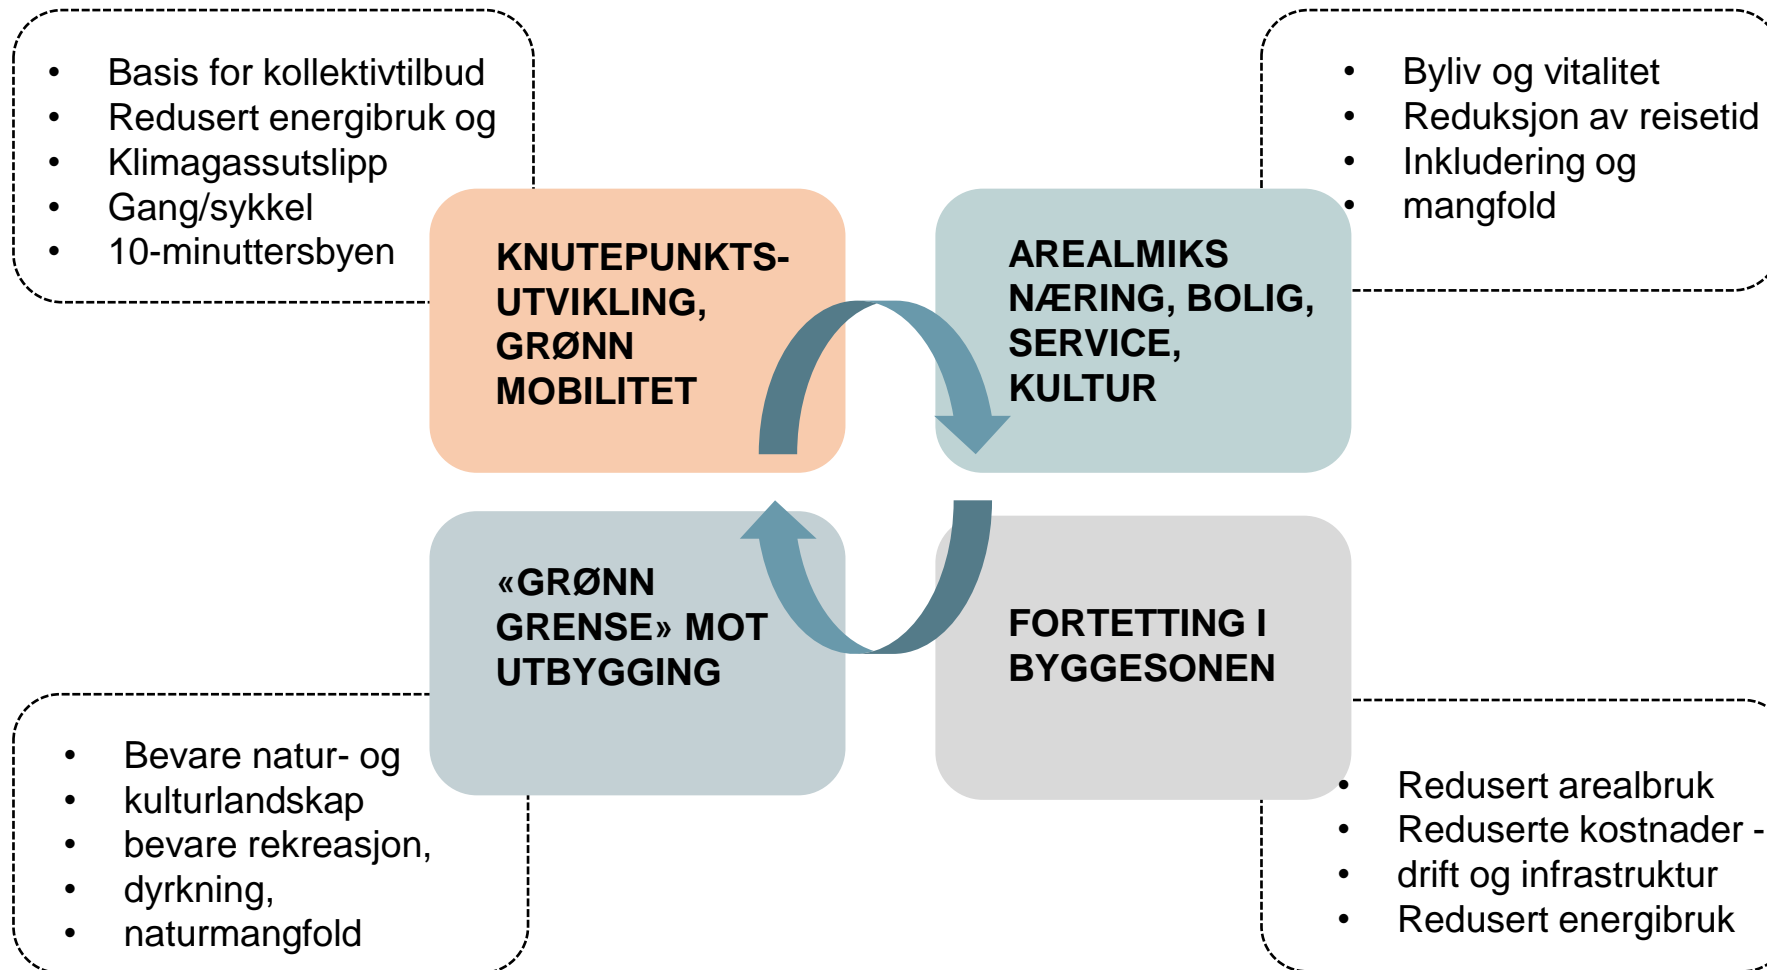 • Basis for kollektivtilbud
• Redusert energibruk og
• Klimagassutslipp
• Gang/sykkel
• 10-minuttersbyen
KNUTEPUNKTS-
UTVIKLING,
GRØNN
MOBILITET
• Byliv og vitalitet
• Reduksjon av reisetid
• Inkludering og
• mangfold
AREALMIKS
NÆRING, BOLIG,
SERVICE,
KULTUR
«GRØNN
GRENSE» MOT
UTBYGGING
• Bevare natur- og
• kulturlandskap
• bevare rekreasjon,
• dyrkning,
• naturmangfold
FORTETTING I
BYGGESONEN
• Redusert arealbruk
• Reduserte kostnader -
• drift og infrastruktur
• Redusert energibruk